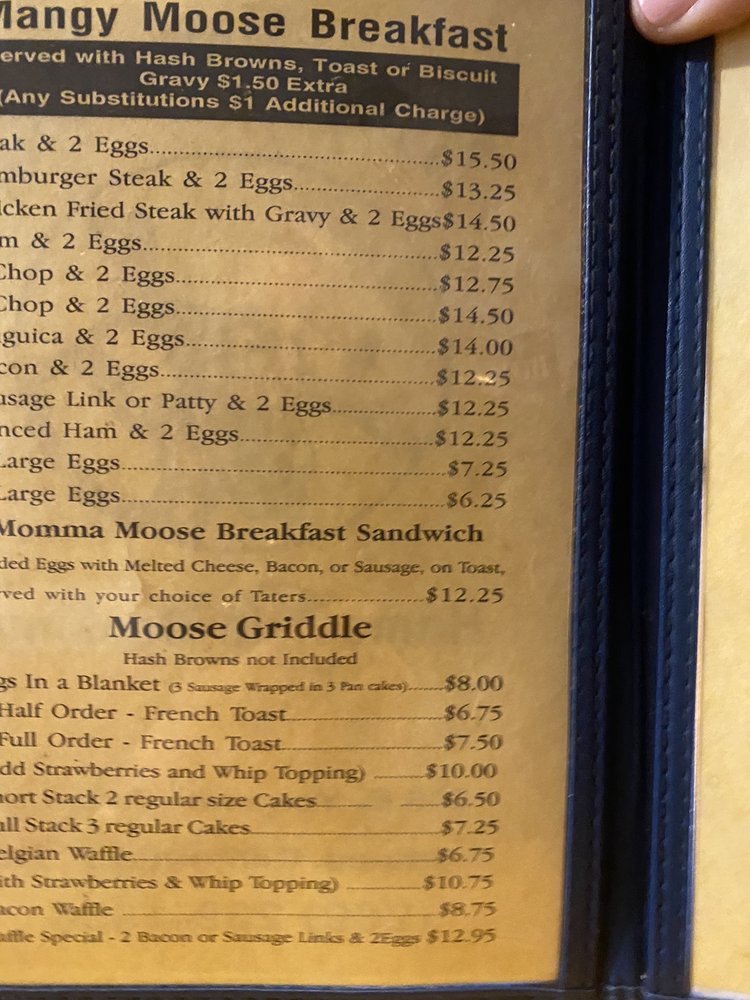 Mangy Moose Breakfast
erved with Hash Browns, Toast or Biscuit
Gravy $1.50 Extra
(Any Substitutions $1 Additional Charge)
ak & 2 Eggs...............................................$15.50
mburger Steak & 2 Eggs........................$13.25
cken Fried Steak with Gravy & 2 Eggs$14.50
m & 2 Eggs................................................$12.25
Chop & 2 Eggs..........................................$12.75
Chop & 2 Eggs..........................................$14.50
guica & 2 Eggs.........................................$14.00
con & 2 Eggs.............................................$12.25
usage Link or Patty & 2 Eggs.................$12.25
nced Ham & 2 Eggs................................$12.25
Large Eggs....................................................$7.25
Large Eggs....................................................$6.25
Momma Moose Breakfast Sandwich
ded Eggs with Melted Cheese, Bacon, or Sausage, on Toast,
ved with your choice of Taters...................$12.25
Moose Griddle
Hash Browns not Included
gs In a Blanket (3 Sausage Wrapped in 3 Pan cakes).......$8.00
Half Order - French Toast..........................$6.75
Full Order - French Toast...........................$7.50
dd Strawberries and Whip Topping) .........$10.00
hort Stack 2 regular size Cakes.................$6.50
ull Stack 3 regular Cakes...............................$7.25
elgian Waffle..................................................$6.75
ith Strawberries & Whip Topping) .............$10.75
acon Waffle ...................................................$8.75
affle Special - 2 Bacon or Sausage Links & 2Eggs $12.95